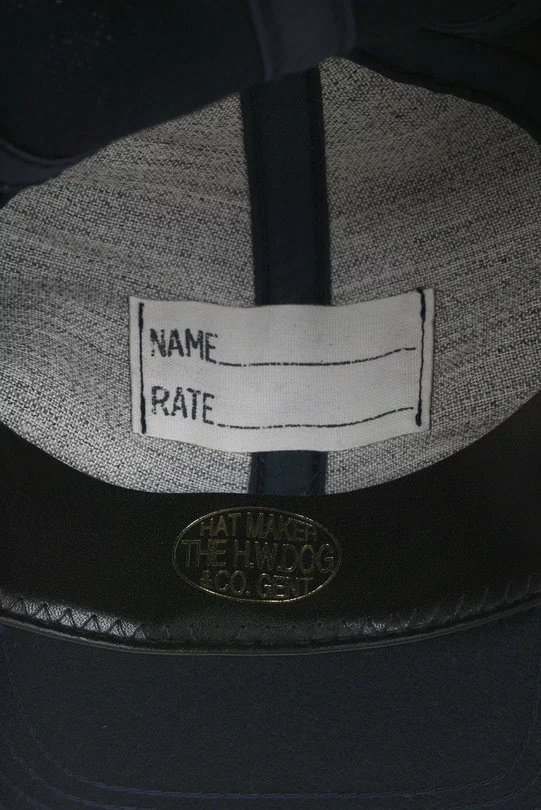 NAME
RATE
HAT MAKER
THE H.W.DOG
&CO. GENT